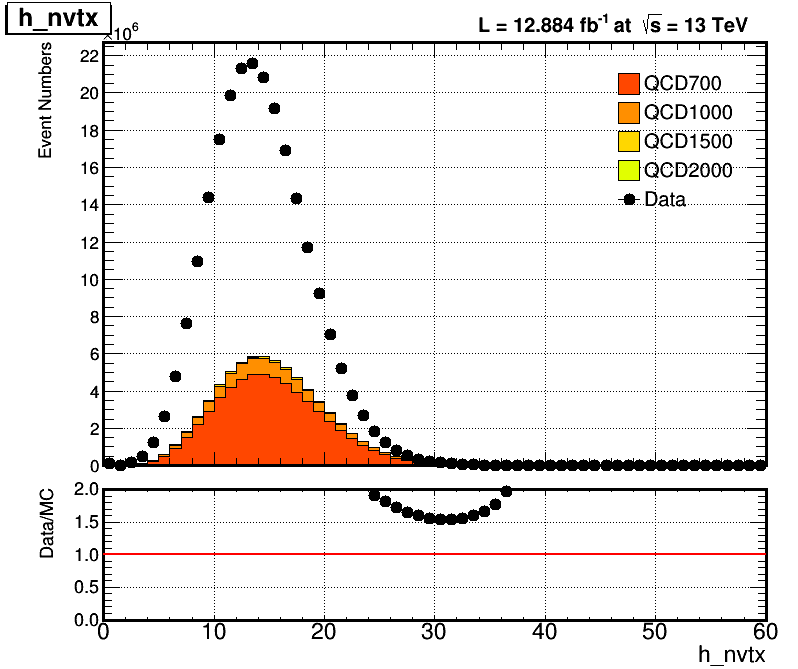 h_nvtx
×10⁶
L = 12.884 fb⁻¹ at √s = 13 TeV
Event Numbers
22
20
18
16
14
12
10
8
6
4
2
0
QCD700
QCD1000
QCD1500
QCD2000
Data
Data/MC
2.0
1.5
1.0
0.5
0.0
0 10 20 30 40 50 60
h_nvtx